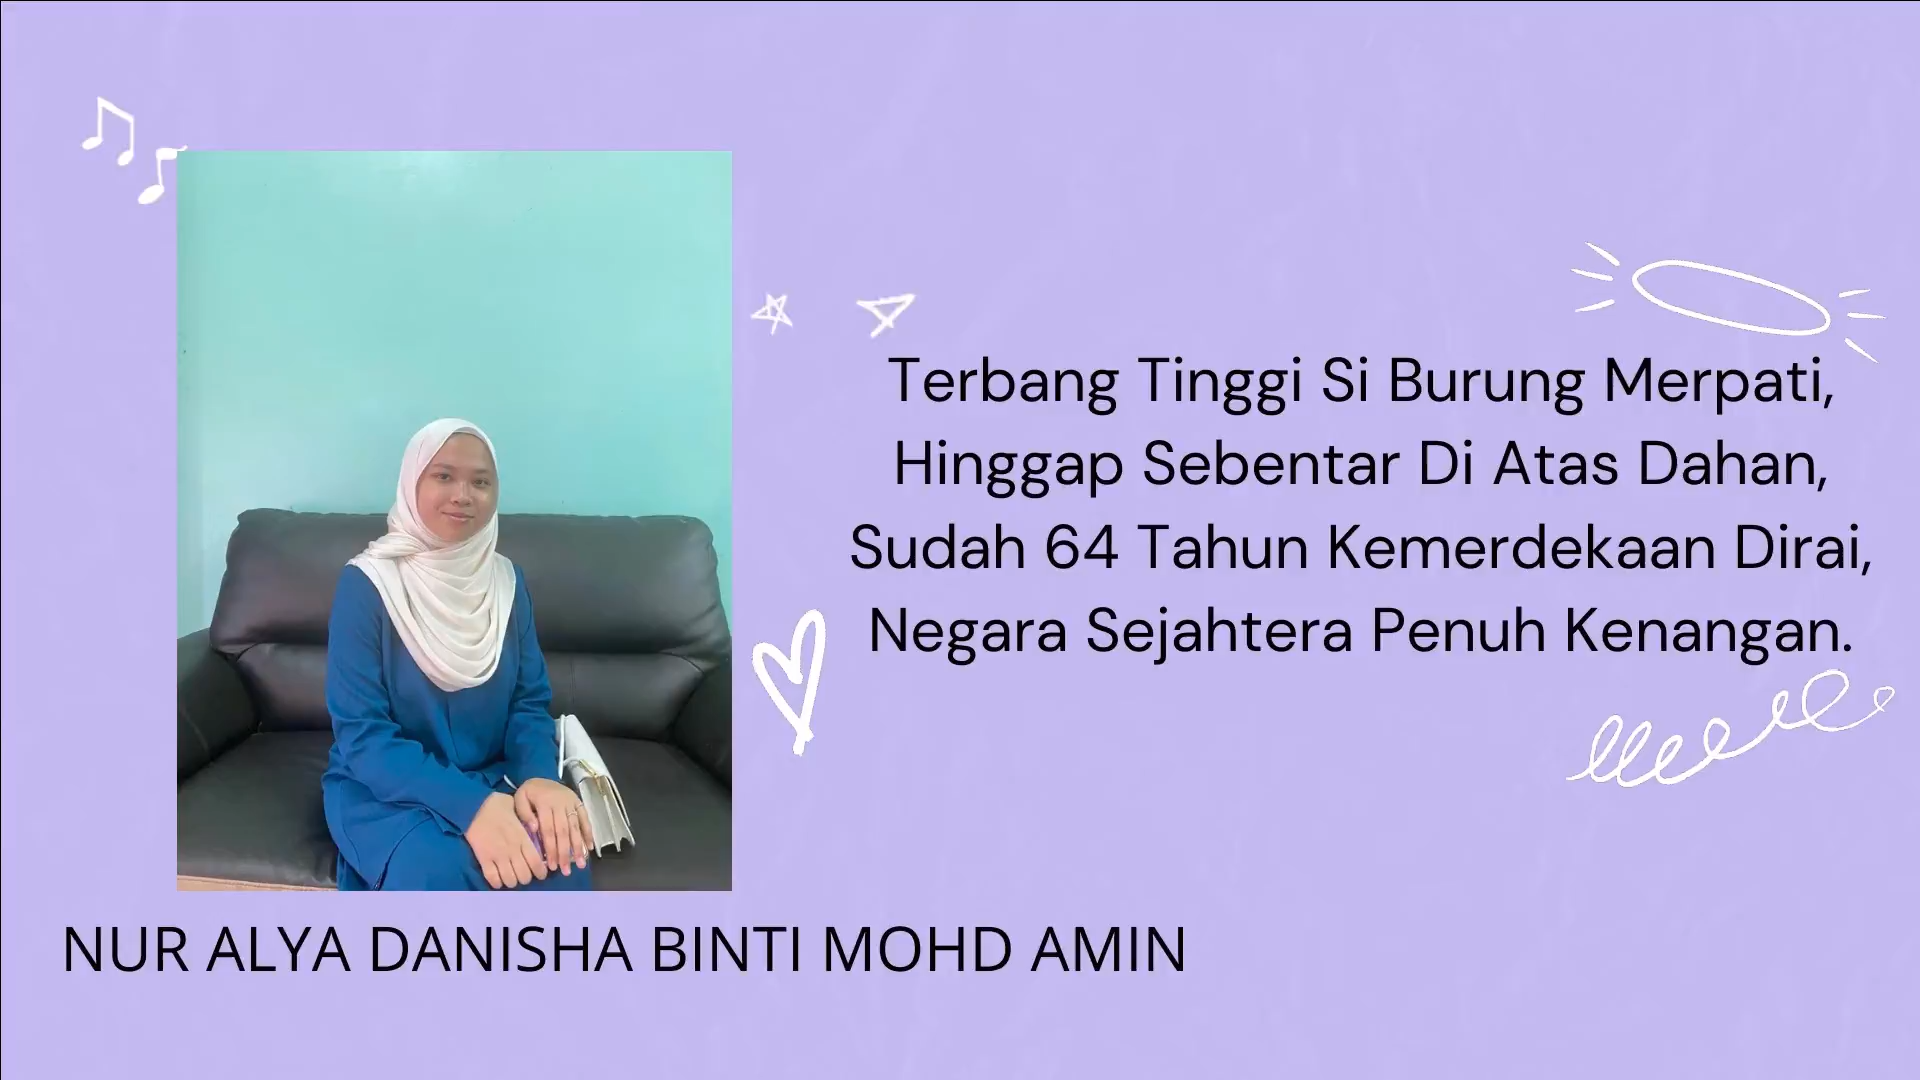 Terbang Tinggi Si Burung Merpati,
Hinggap Sebentar Di Atas Dahan,
Sudah 64 Tahun Kemerdekaan Dirai,
Negara Sejahtera Penuh Kenangan.
NUR ALYA DANISHA BINTI MOHD AMIN